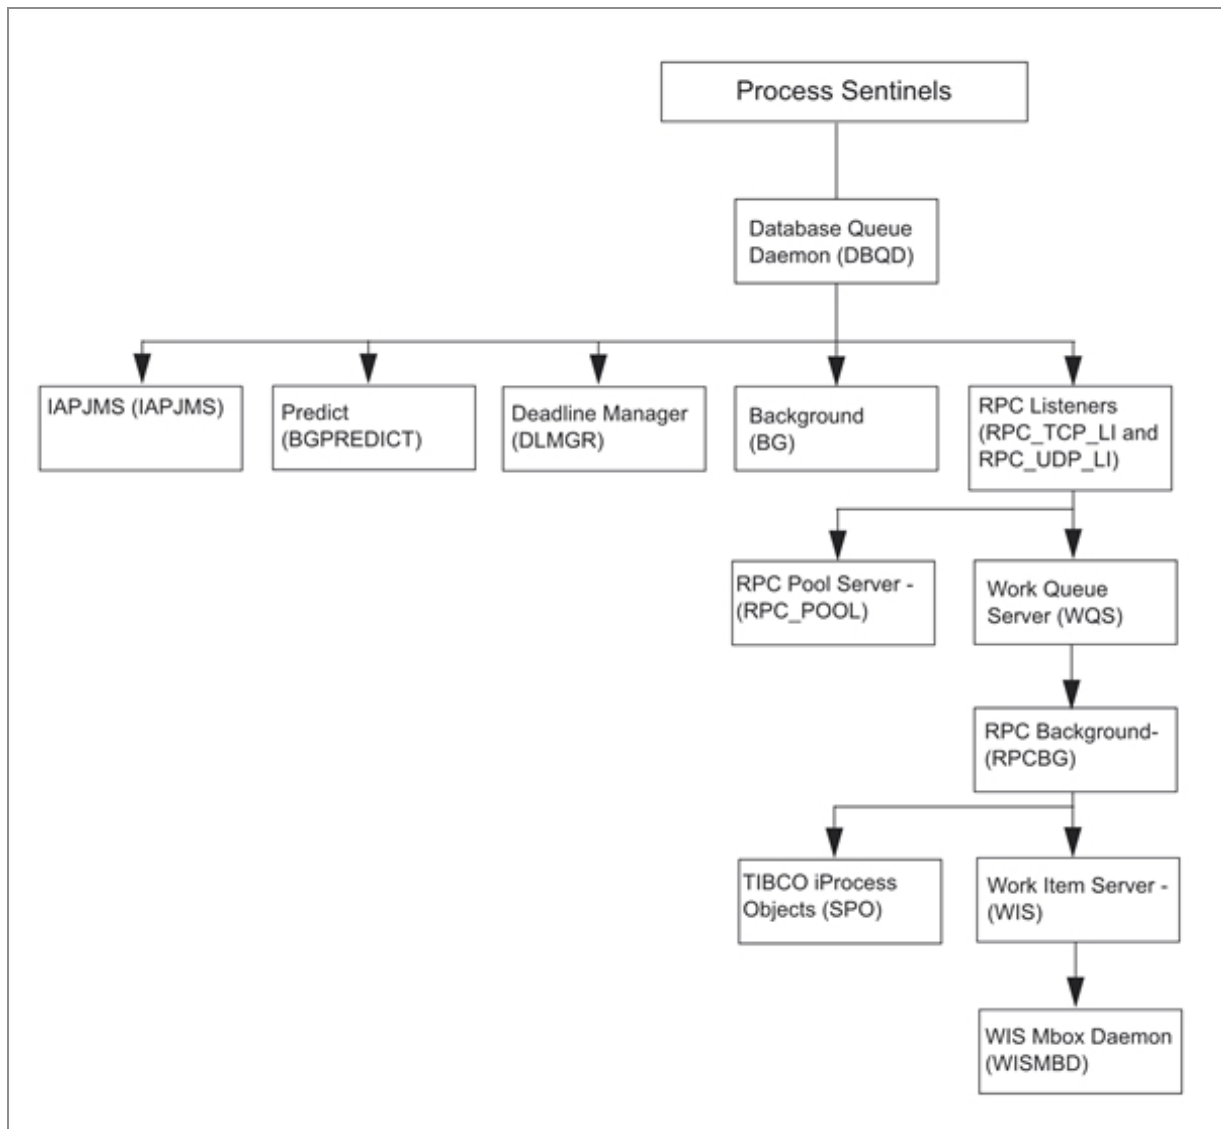 Process Sentinels
Database Queue
Daemon (DBQD)
IAPJMS (IAPJMS)
Predict
(BGPREDICT)
Deadline Manager
(DLMGR)
Background
(BG)
RPC Listeners
(RPC_TCP_LI and
RPC_UDP_LI)
RPC Pool Server -
(RPC_POOL)
Work Queue
Server (WQS)
RPC Background-
(RPCBG)
TIBCO iProcess
Objects (SPO)
Work Item Server -
(WIS)
WIS Mbox Daemon
(WISMBD)